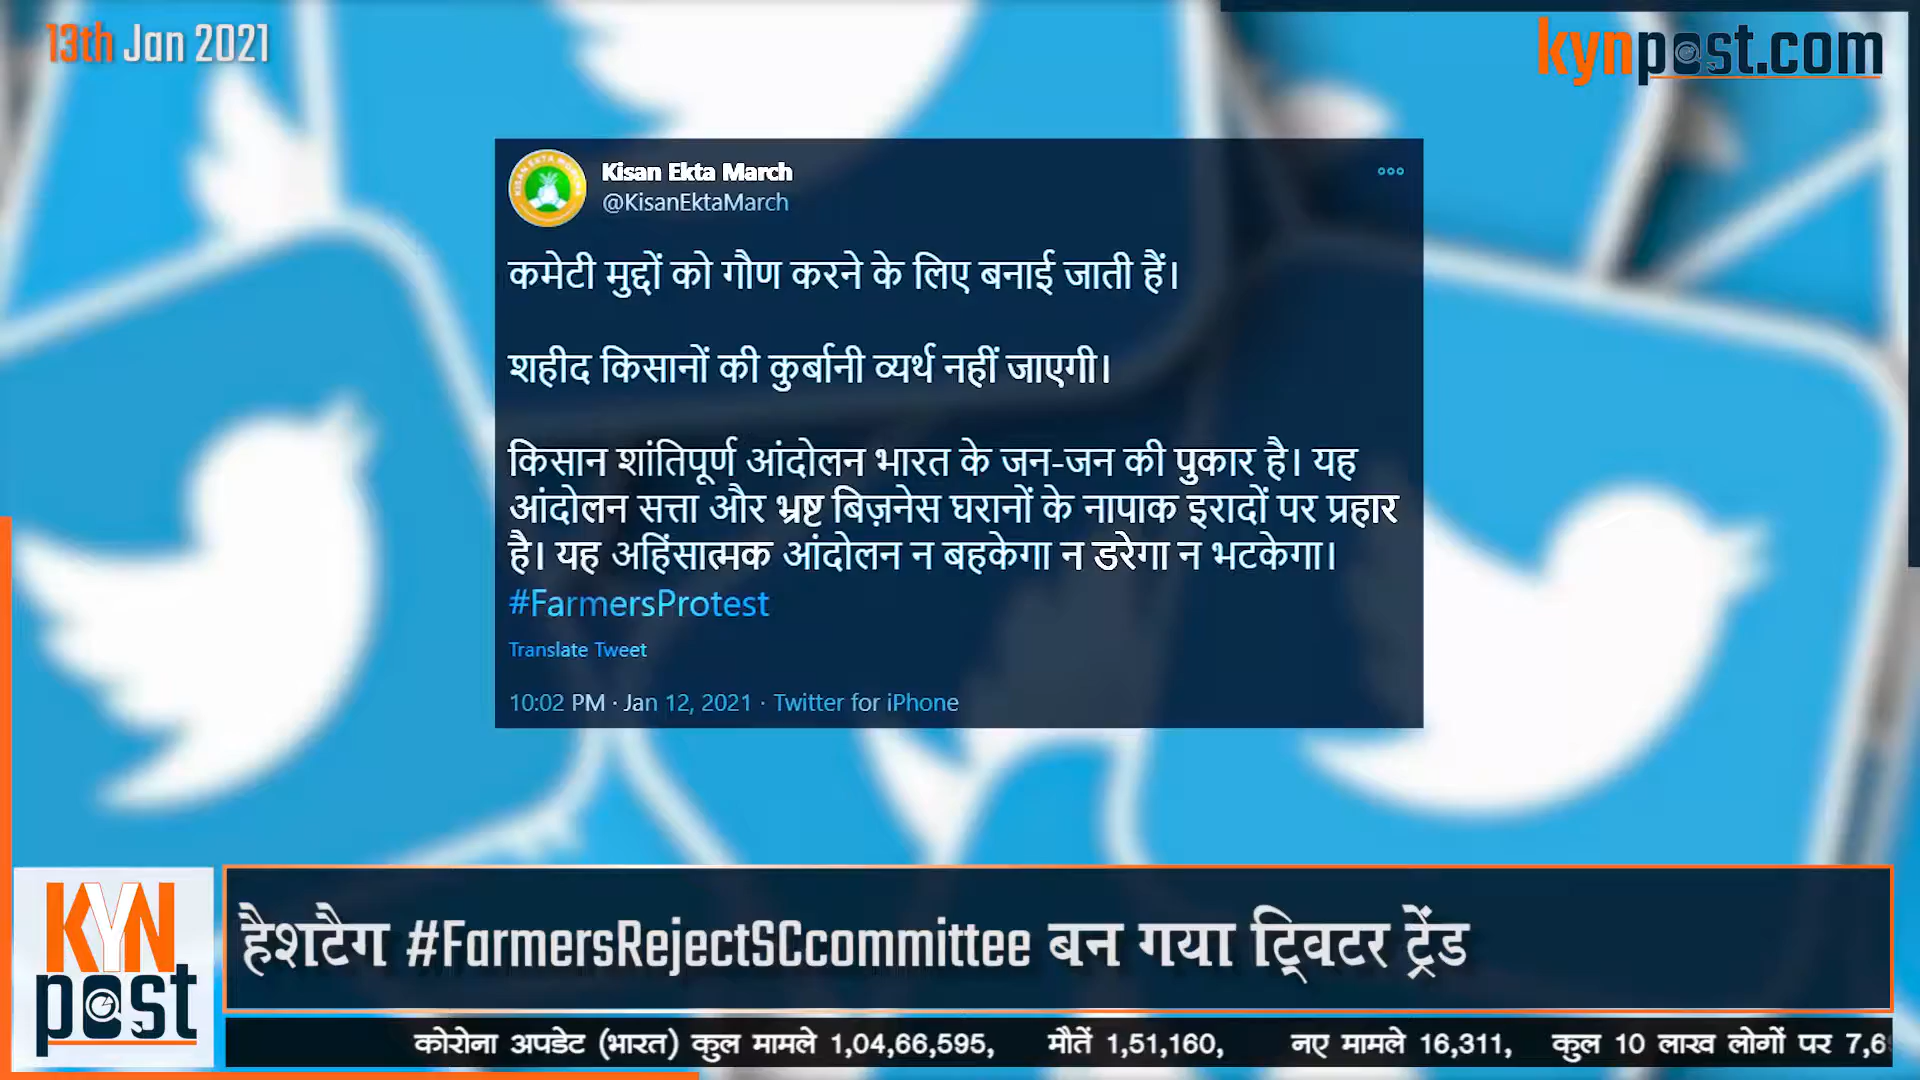 13th Jan 2021
kynpost.com
Kisan Ekta March
@KisanEktaMarch
कमेटी मुद्दों को गौण करने के लिए बनाई जाती हैं।
शहीद किसानों की कुर्बानी व्यर्थ नहीं जाएगी।
किसान शांतिपूर्ण आंदोलन भारत के जन-जन की पुकार है। यह
आंदोलन सत्ता और भ्रष्ट बिज़नेस घरानों के नापाक इरादों पर प्रहार
है। यह अहिंसात्मक आंदोलन न बहकेगा न डरेगा न भटकेगा।
#FarmersProtest
Translate Tweet
10:02 PM · Jan 12, 2021 · Twitter for iPhone
KYN
post
हैशटैग #FarmersRejectSCcommittee बन गया ट्विटर ट्रेंड
कोरोना अपडेट (भारत) कुल मामले 1,04,66,595, मौतें 1,51,160, नए मामले 16,311, कुल 10 लाख लोगों पर